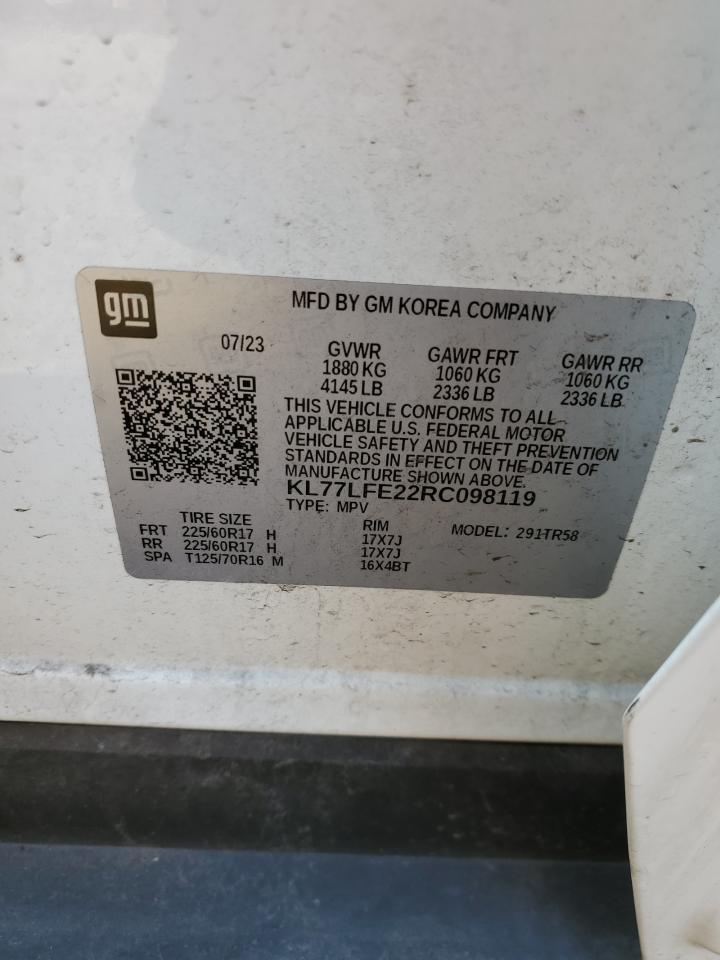 gm
MFD BY GM KOREA COMPANY
07/23
GVWR GAWR FRT GAWR RR
1880 KG 1060 KG 1060 KG
4145 LB 2336 LB 2336 LB
THIS VEHICLE CONFORMS TO ALL
APPLICABLE U.S. FEDERAL MOTOR
VEHICLE SAFETY AND THEFT PREVENTION
STANDARDS IN EFFECT ON THE DATE OF
MANUFACTURE SHOWN ABOVE.
KL77LFE22RC098119
TYPE: MPV
TIRE SIZE RIM MODEL: 291TR58
FRT 225/60R17 H 17X7J
RR 225/60R17 H 17X7J
SPA T125/70R16 M 16X4BT